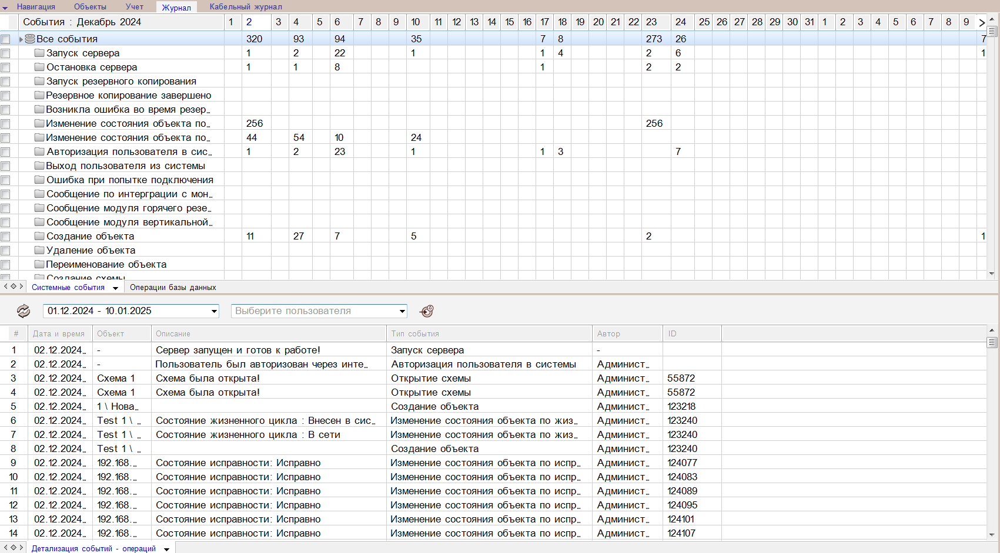 Навигация Объекты Учет Журнал Кабельный журнал
События : Декабрь 2024 1 2 3 4 5 6 7 8 9 10 11 12 13 14 15 16 17 18 19 20 21 22 23 24 25 26 27 28 29 30 31 1 2 3 4 5 6 7 8 9
Все события 320 93 94 35 7 8 273 26 7
Запуск сервера 1 2 22 1 1 4 2 6 1
Остановка сервера 1 1 8 1 2 2
Запуск резервного копирования
Резервное копирование завершено
Возникла ошибка во время резер...
Изменение состояния объекта по... 256 256
Изменение состояния объекта по... 44 54 10 24
Авторизация пользователя в сис... 1 2 23 1 1 3 7
Выход пользователя из системы
Ошибка при попытке подключения
Сообщение по интерграции с мон...
Сообщение модуля горячего резе...
Сообщение модуля вертикальной...
Создание объекта 11 27 7 5 2 1
Удаление объекта
Переименование объекта
Создание схемы
Системные события Операции базы данных
01.12.2024 - 10.01.2025 Выберите пользователя
# Дата и время Объект Описание Тип события Автор ID
1 02.12.2024... - Сервер запущен и готов к работе! Запуск сервера -
2 02.12.2024... - Пользователь был авторизован через инте... Авторизация пользователя в системы Админист...
3 02.12.2024... Схема 1 Схема была открыта! Открытие схемы Админист... 55872
4 02.12.2024... Схема 1 Схема была открыта! Открытие схемы Админист... 55872
5 02.12.2024... 1 \ Нова... Создание объекта Админист... 123218
6 02.12.2024... Test 1 \ ... Состояние жизненного цикла : Внесен в сис... Изменение состояния объекта по жиз... Админист... 123240
7 02.12.2024... Test 1 \ ... Состояние жизненного цикла : В сети Изменение состояния объекта по жиз... Админист... 123240
8 02.12.2024... Test 1 \ ... Создание объекта Админист... 123240
9 02.12.2024... 192.168.... Состояние исправности: Исправно Изменение состояния объекта по испр... Админист... 124077
10 02.12.2024... 192.168.... Состояние исправности: Исправно Изменение состояния объекта по испр... Админист... 124083
11 02.12.2024... 192.168.... Состояние исправности: Исправно Изменение состояния объекта по испр... Админист... 124089
12 02.12.2024... 192.168.... Состояние исправности: Исправно Изменение состояния объекта по испр... Админист... 124095
13 02.12.2024... 192.168.... Состояние исправности: Исправно Изменение состояния объекта по испр... Админист... 124101
14 02.12.2024... 192.168.... Состояние исправности: Исправно Изменение состояния объекта по испр... Админист... 124107
Детализация событий - операций